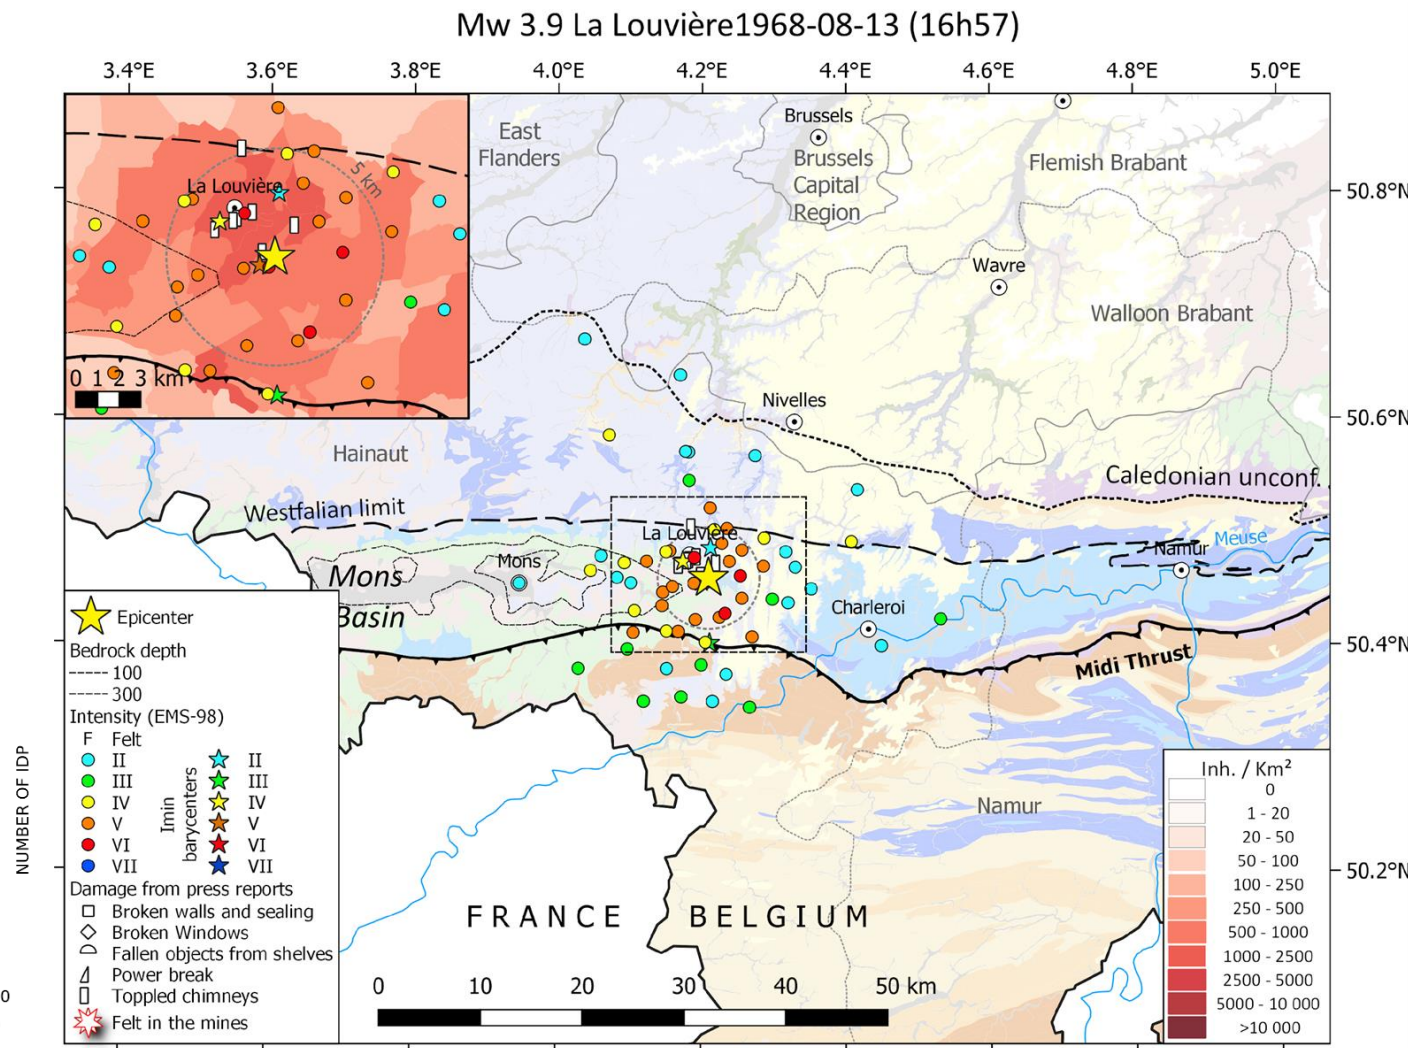 Mw 3.9 La Louvière1968-08-13 (16h57)
3.4°E 3.6°E 3.8°E 4.0°E 4.2°E 4.4°E 4.6°E 4.8°E 5.0°E
La Louvière
5 km
0 1 2 3 km
East
Flanders
Brussels
Brussels
Capital
Region
Flemish Brabant
50.8°N
Wavre
Walloon Brabant
Nivelles
50.6°N
Hainaut
Caledonian unconf.
Westfalian limit
La Louvière
Meuse
Namur
Mons
Mons
Basin
Charleroi
50.4°N
Midi Thrust
Epicenter
Bedrock depth
100
300
Intensity (EMS-98)
F Felt
II II
III III
IV IV
V V
VI VI
VII VII
Imin
barycenters
Damage from press reports
Broken walls and sealing
Broken Windows
Fallen objects from shelves
Power break
Toppled chimneys
Felt in the mines
NUMBER OF IDP
0
Namur
50.2°N
FRANCE BELGIUM
0 10 20 30 40 50 km
Inh. / Km²
0
1 - 20
20 - 50
50 - 100
100 - 250
250 - 500
500 - 1000
1000 - 2500
2500 - 5000
5000 - 10 000
>10 000